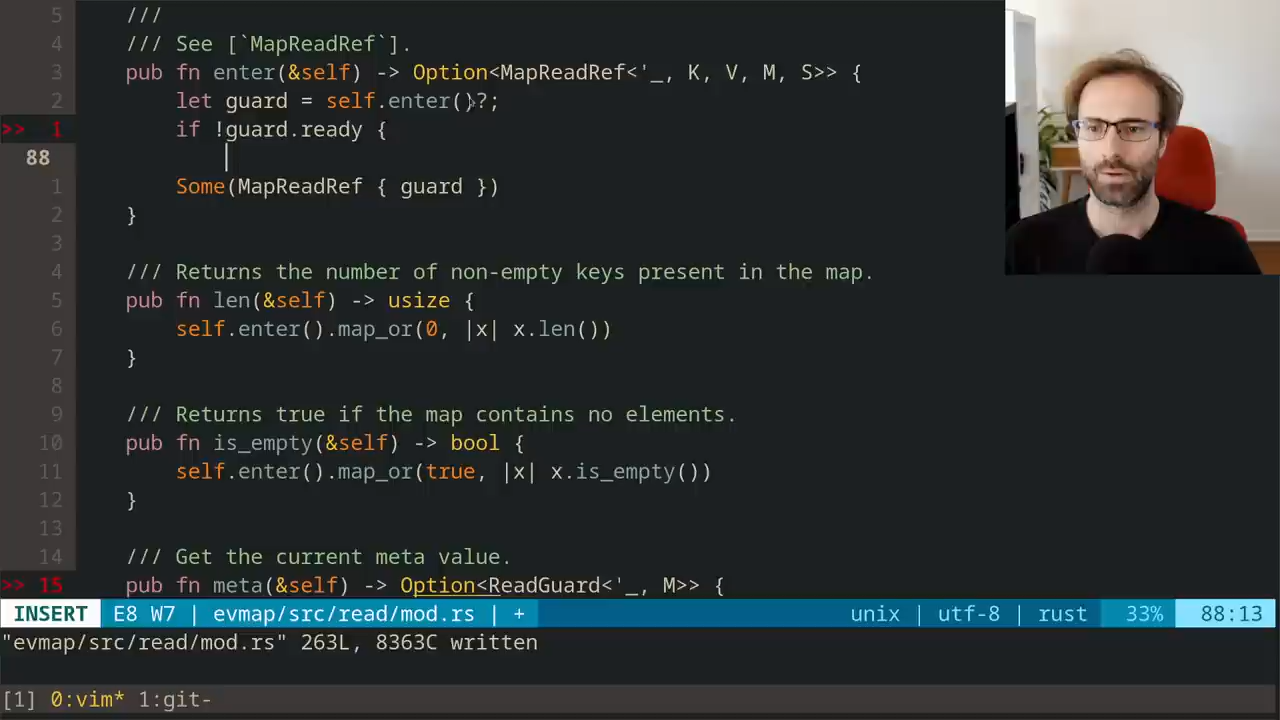 5 ///
4 /// See [`MapReadRef`].
3 pub fn enter(&self) -> Option<MapReadRef<'_, K, V, M, S>> {
2 let guard = self.enter()?;
>> 1 if !guard.ready {
88
1 Some(MapReadRef { guard })
2 }
3
4 /// Returns the number of non-empty keys present in the map.
5 pub fn len(&self) -> usize {
6 self.enter().map_or(0, |x| x.len())
7 }
8
9 /// Returns true if the map contains no elements.
10 pub fn is_empty(&self) -> bool {
11 self.enter().map_or(true, |x| x.is_empty())
12 }
13
14 /// Get the current meta value.
>> 15 pub fn meta(&self) -> Option<ReadGuard<'_, M>> {
INSERT E8 W7 | evmap/src/read/mod.rs | + unix | utf-8 | rust 33% 88:13
"evmap/src/read/mod.rs" 263L, 8363C written
[1] 0:vim* 1:git-